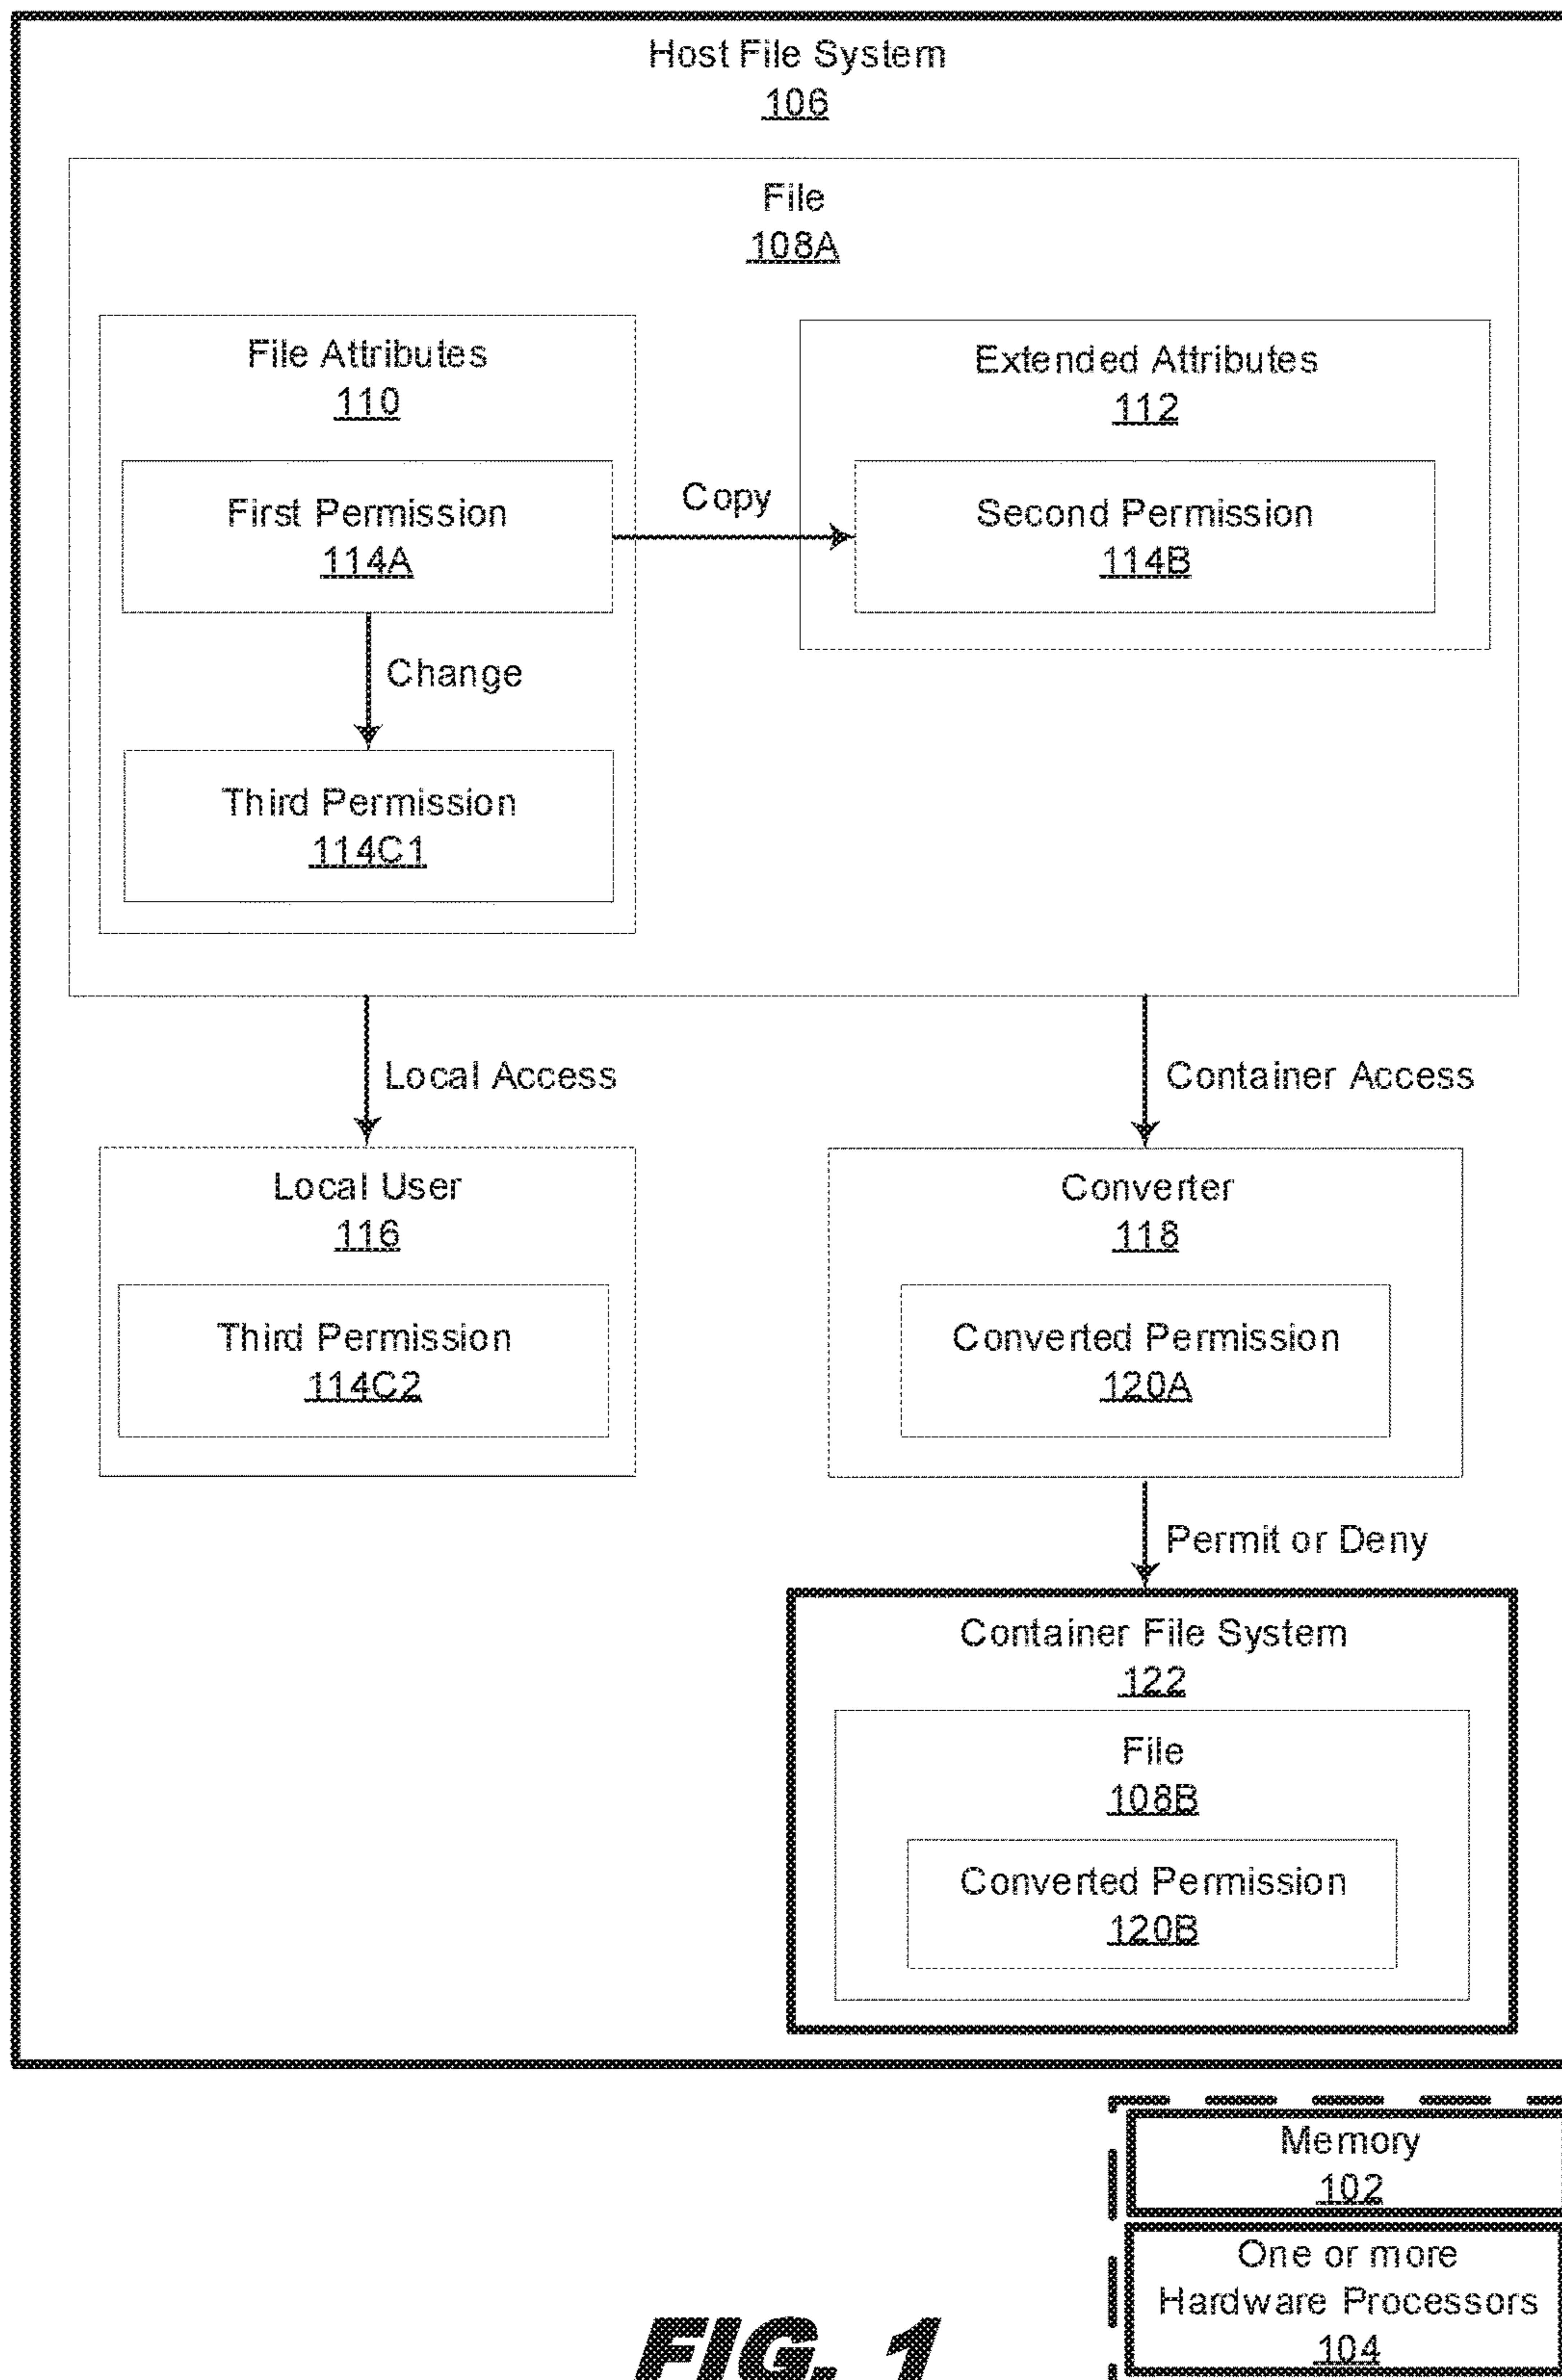 Host File System
106
File
108A
File Attributes
110
Extended Attributes
112
First Permission
114A
Copy
Second Permission
114B
Change
Third Permission
114C1
Local Access
Container Access
Local User
116
Converter
118
Third Permission
114C2
Converted Permission
120A
Permit or Deny
Container File System
122
File
108B
Converted Permission
120B
Memory
102
One or more
Hardware Processors
104
FIG. 1